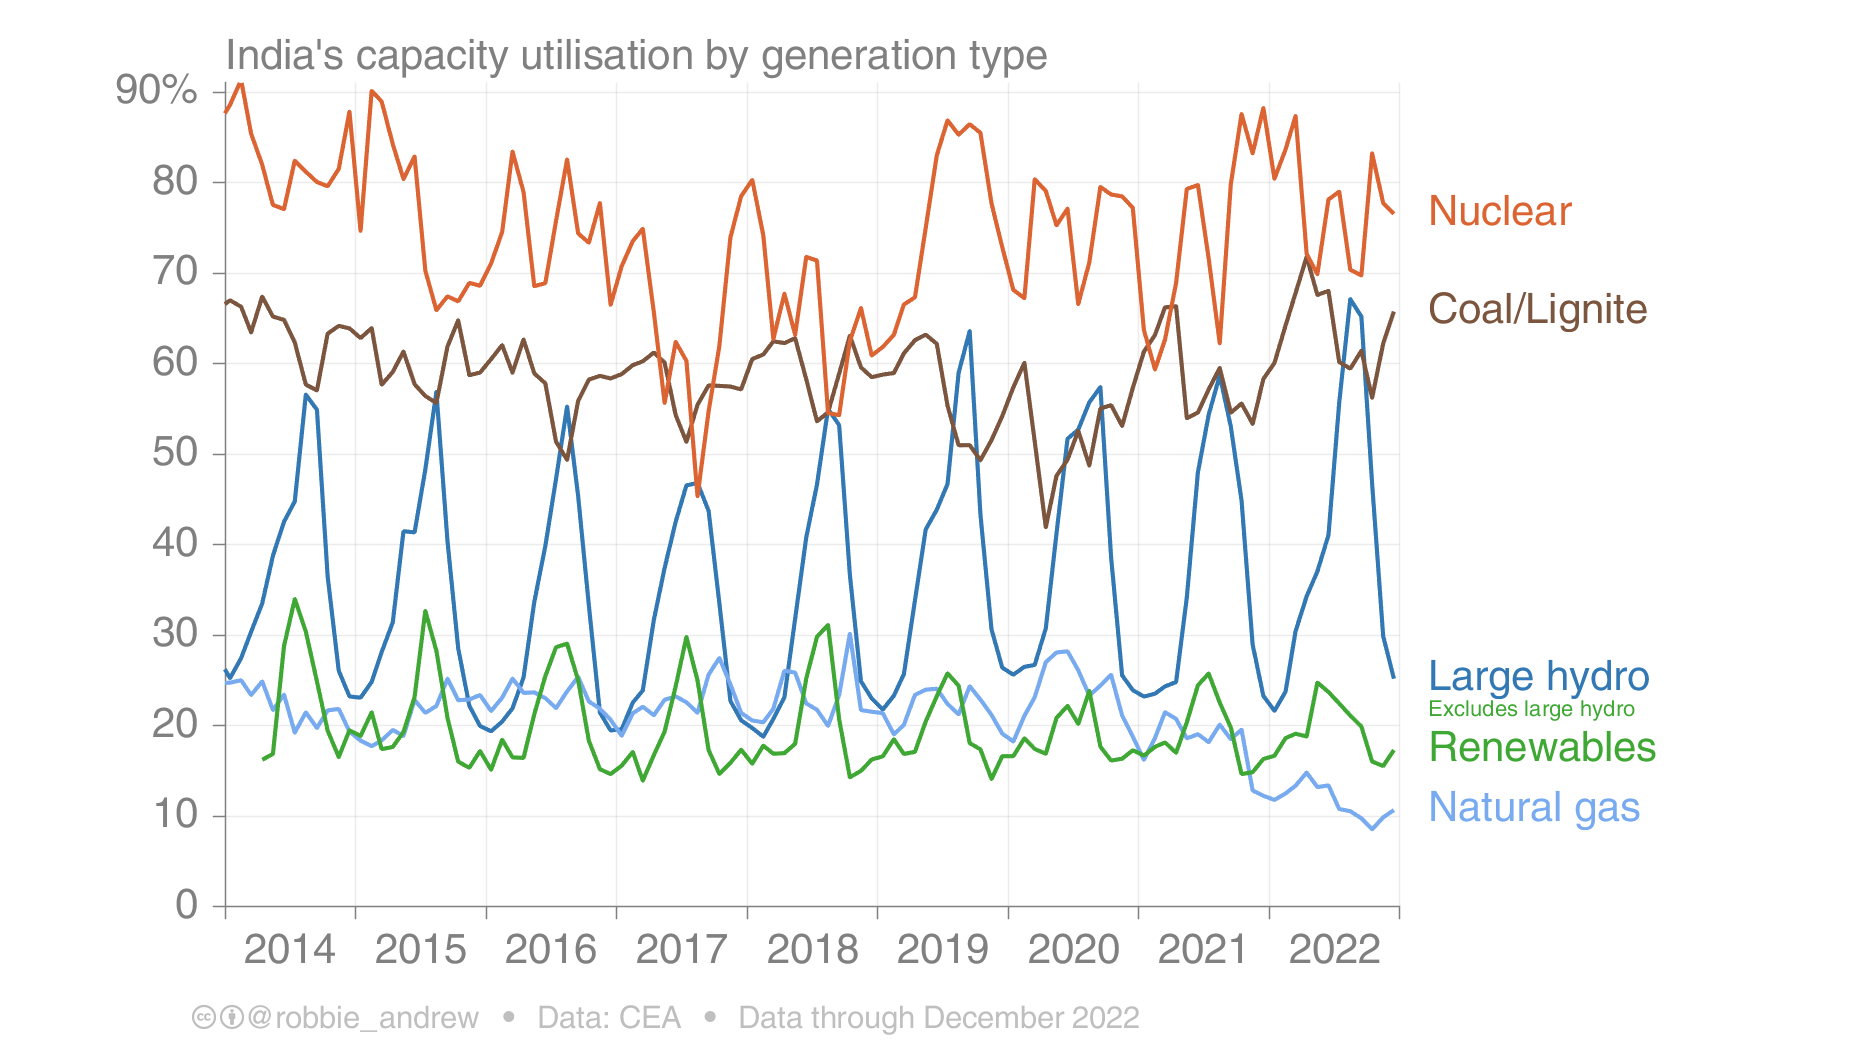 India's capacity utilisation by generation type
90%
80
70
60
50
40
30
20
10
0
2014 2015 2016 2017 2018 2019 2020 2021 2022
Nuclear
Coal/Lignite
Large hydro
Excludes large hydro
Renewables
Natural gas
cc @robbie_andrew • Data: CEA • Data through December 2022